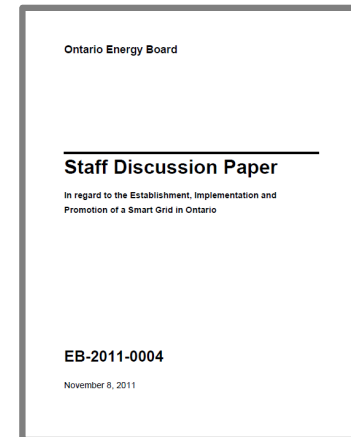 Ontario Energy Board
Staff Discussion Paper
In regard to the Establishment, Implementation and
Promotion of a Smart Grid in Ontario
EB-2011-0004
November 8, 2011